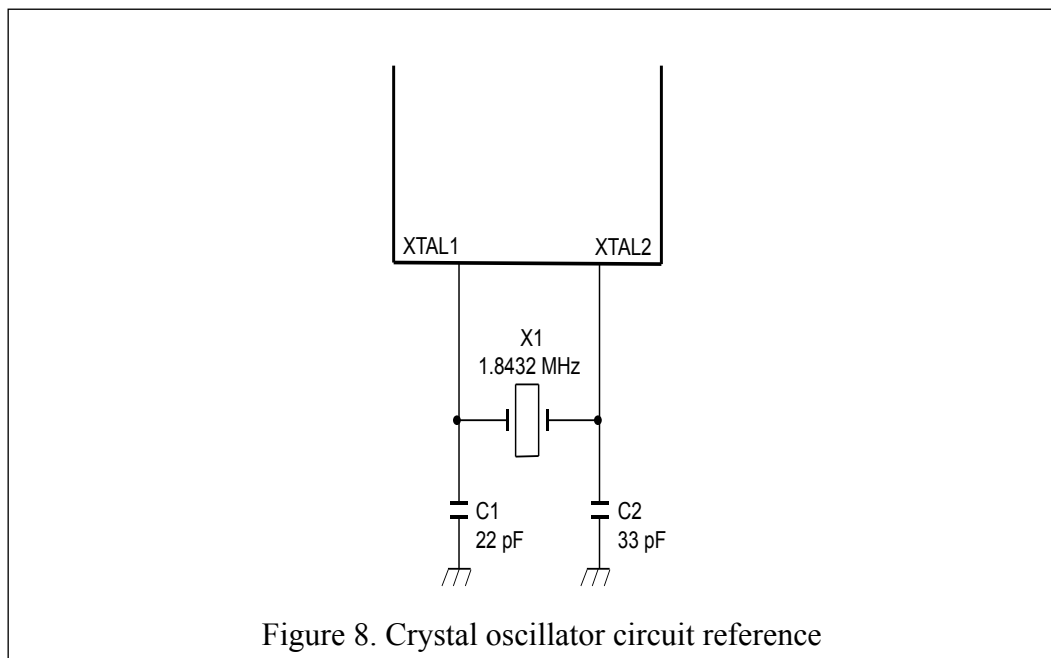 XTAL1 XTAL2
X1
1.8432 MHz
C1 C2
22 pF 33 pF
Figure 8. Crystal oscillator circuit reference